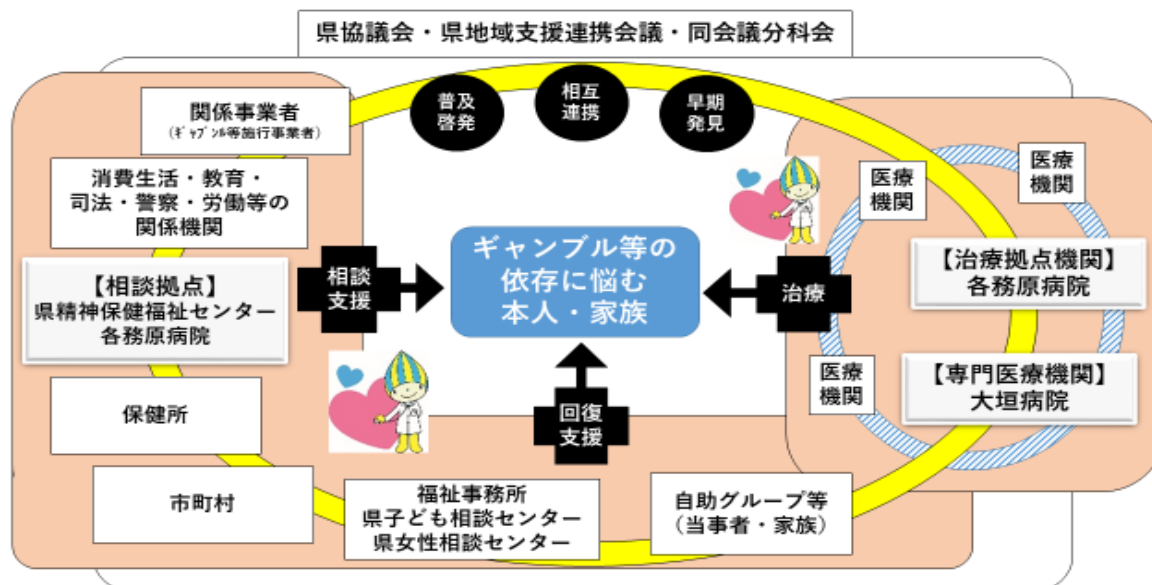 県協議会・県地域支援連携会議・同会議分科会
普及
啓発
相互
連携
早期
発見
関係事業者
(ｷﾞｬﾌﾞﾝﾙ等施行事業者)
消費生活・教育・
司法・警察・労働等の
関係機関
【相談拠点】
県精神保健福祉センター
各務原病院
保健所
市町村
相談
支援
ギャンブル等の
依存に悩む
本人・家族
治療
回復
支援
医療
機関
医療
機関
【治療拠点機関】
各務原病院
医療
機関
【専門医療機関】
大垣病院
福祉事務所
県子ども相談センター
県女性相談センター
自助グループ等
(当事者・家族)